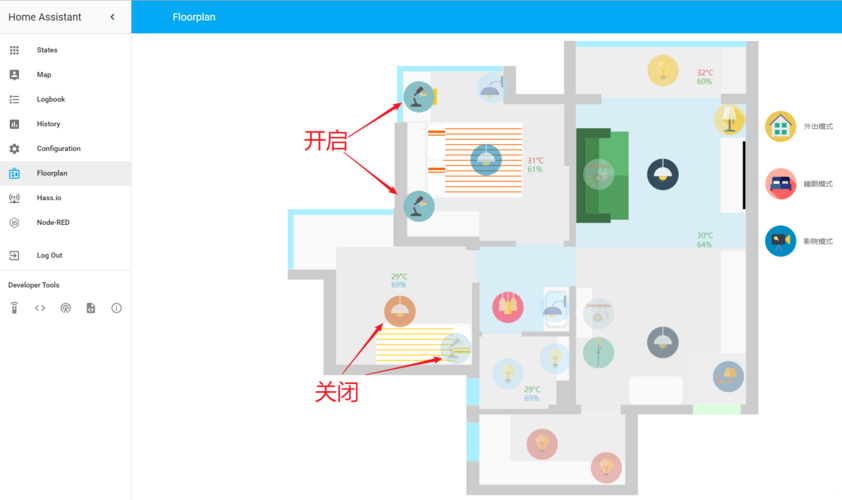 Home Assistant
Floorplan
States
Map
Logbook
History
Configuration
Floorplan
Hass.io
Node-RED
Log Out
Developer Tools
开启
关闭
32°C
60%
31°C
61%
30°C
64%
29°C
69%
29°C
69%
外出模式
睡眠模式
影院模式